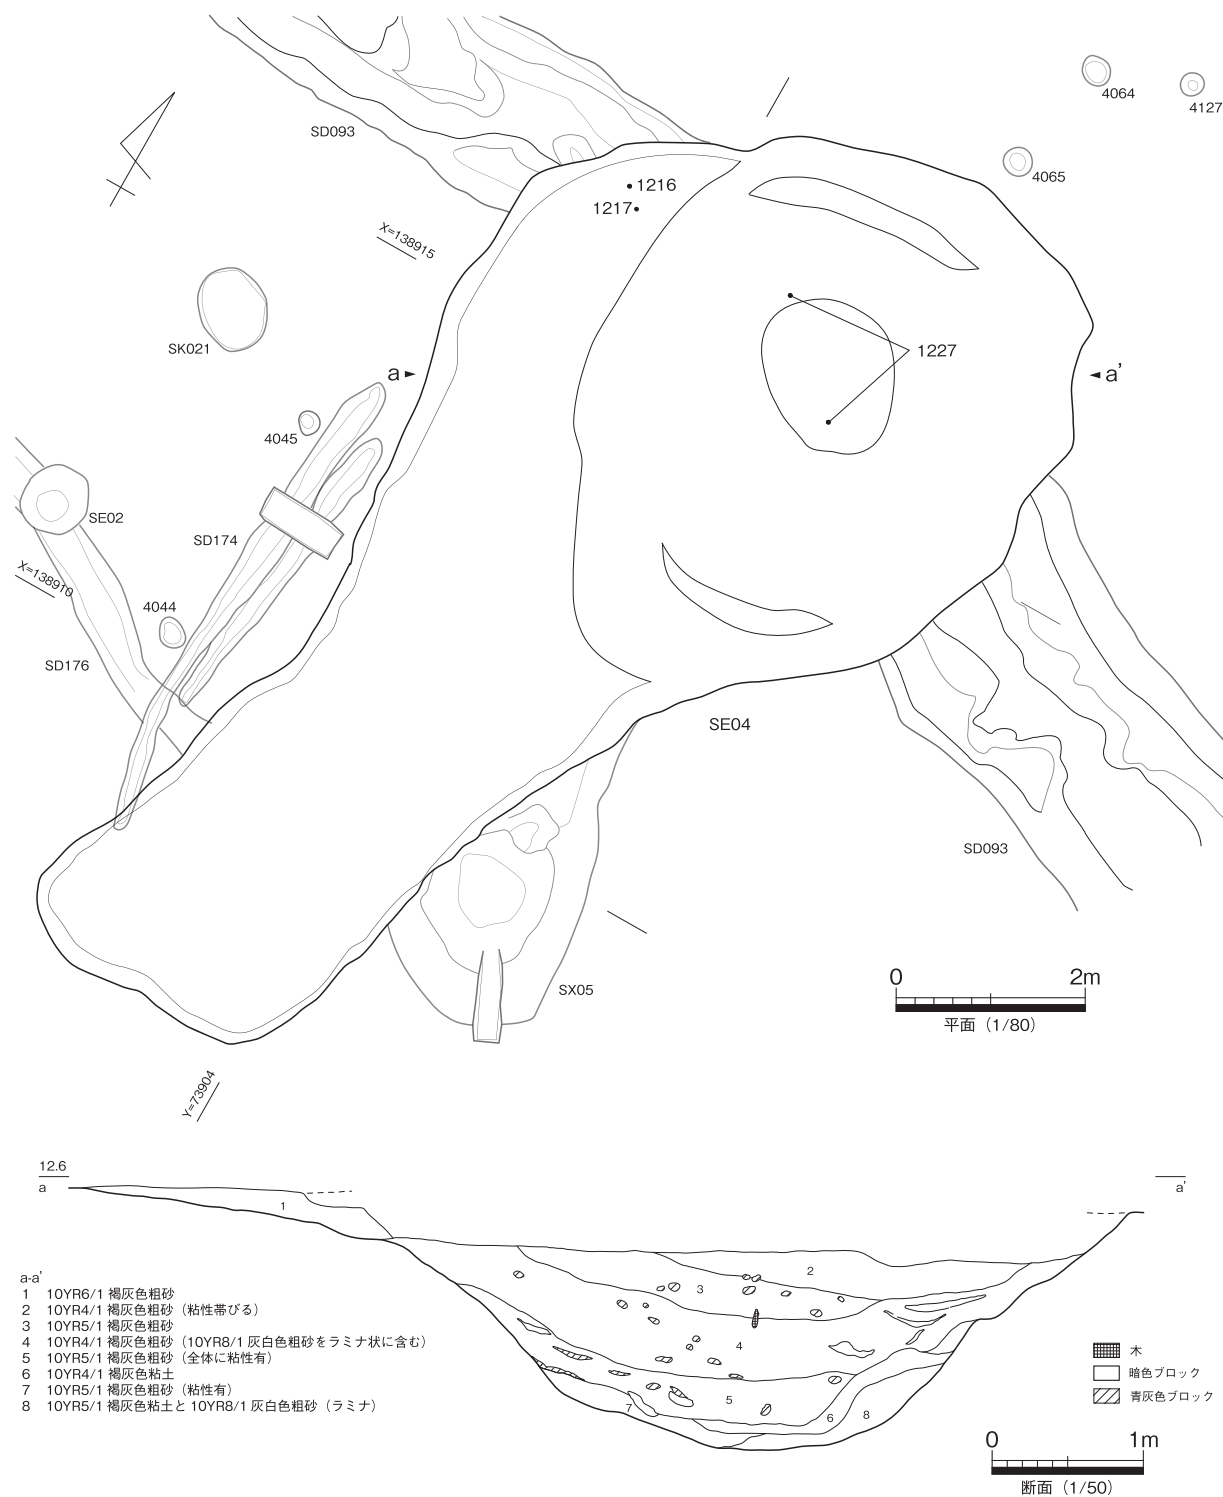 4064
4127
SD093
4065
1216
1217
X=138915
SK021
1227
a
a'
4045
SE02
SD174
X=138910
4044
SD176
SE04
SD093
SX05
0 2m
平面（1/80）
Y=73904
12.6
a
a'
1
2
3
4
5
6
7
8
a-a'
1 10YR6/1 褐灰色粗砂
2 10YR4/1 褐灰色粗砂（粘性帯びる）
3 10YR5/1 褐灰色粗砂
4 10YR4/1 褐灰色粗砂（10YR8/1 灰白色粗砂をラミナ状に含む）
5 10YR5/1 褐灰色粗砂（全体に粘性有）
6 10YR4/1 褐灰色粘土
7 10YR5/1 褐灰色粗砂（粘性有）
8 10YR5/1 褐灰色粘土と 10YR8/1 灰白色粗砂（ラミナ）
木
暗色ブロック
青灰色ブロック
0 1m
断面（1/50）